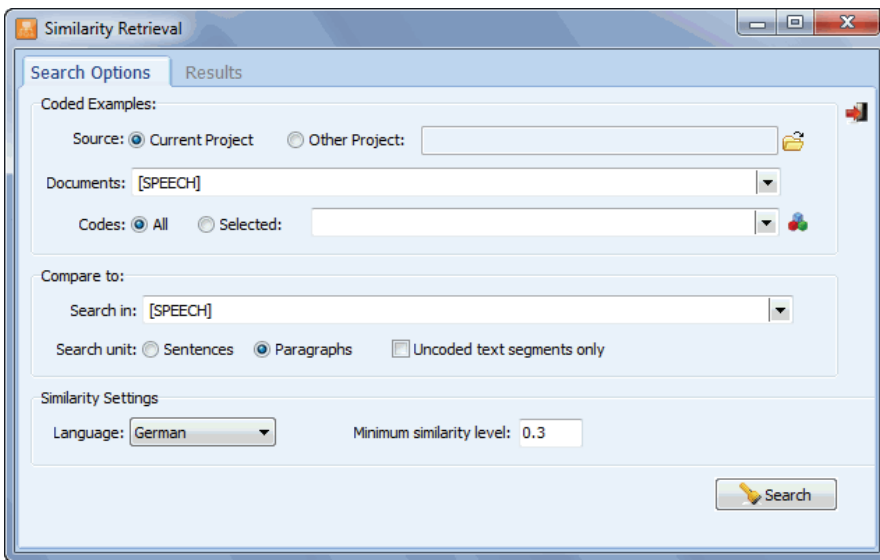 Similarity Retrieval
Search Options Results
Coded Examples:
Source: Current Project Other Project:
Documents: [SPEECH]
Codes: All Selected:
Compare to:
Search in: [SPEECH]
Search unit: Sentences Paragraphs Uncoded text segments only
Similarity Settings
Language: German Minimum similarity level: 0.3
Search